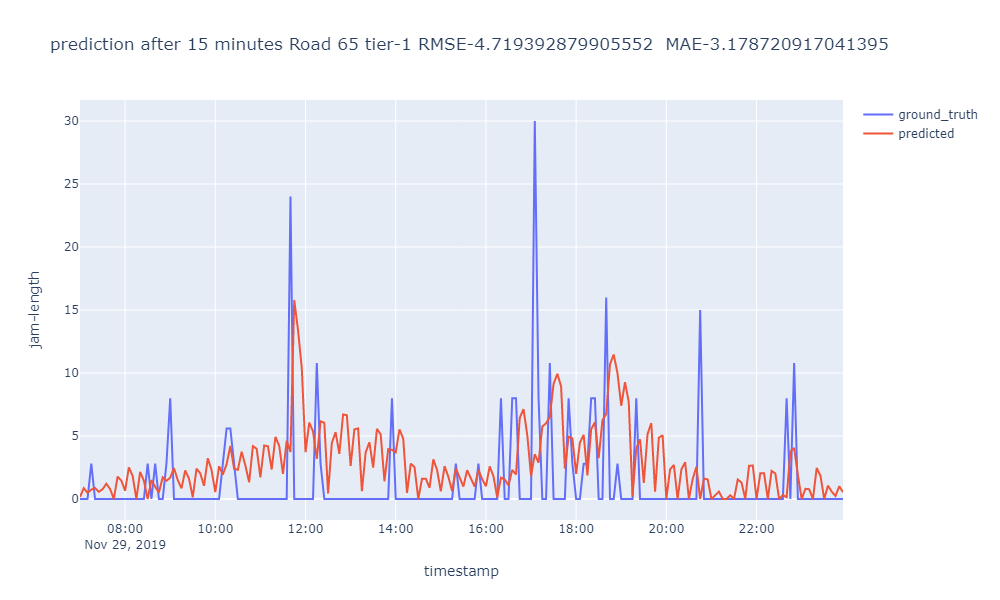 prediction after 15 minutes Road 65 tier-1 RMSE-4.719392879905552  MAE-3.178720917041395
ground_truth
predicted
30
25
20
15
10
5
0
jam-length
08:00 10:00 12:00 14:00 16:00 18:00 20:00 22:00
Nov 29, 2019
timestamp